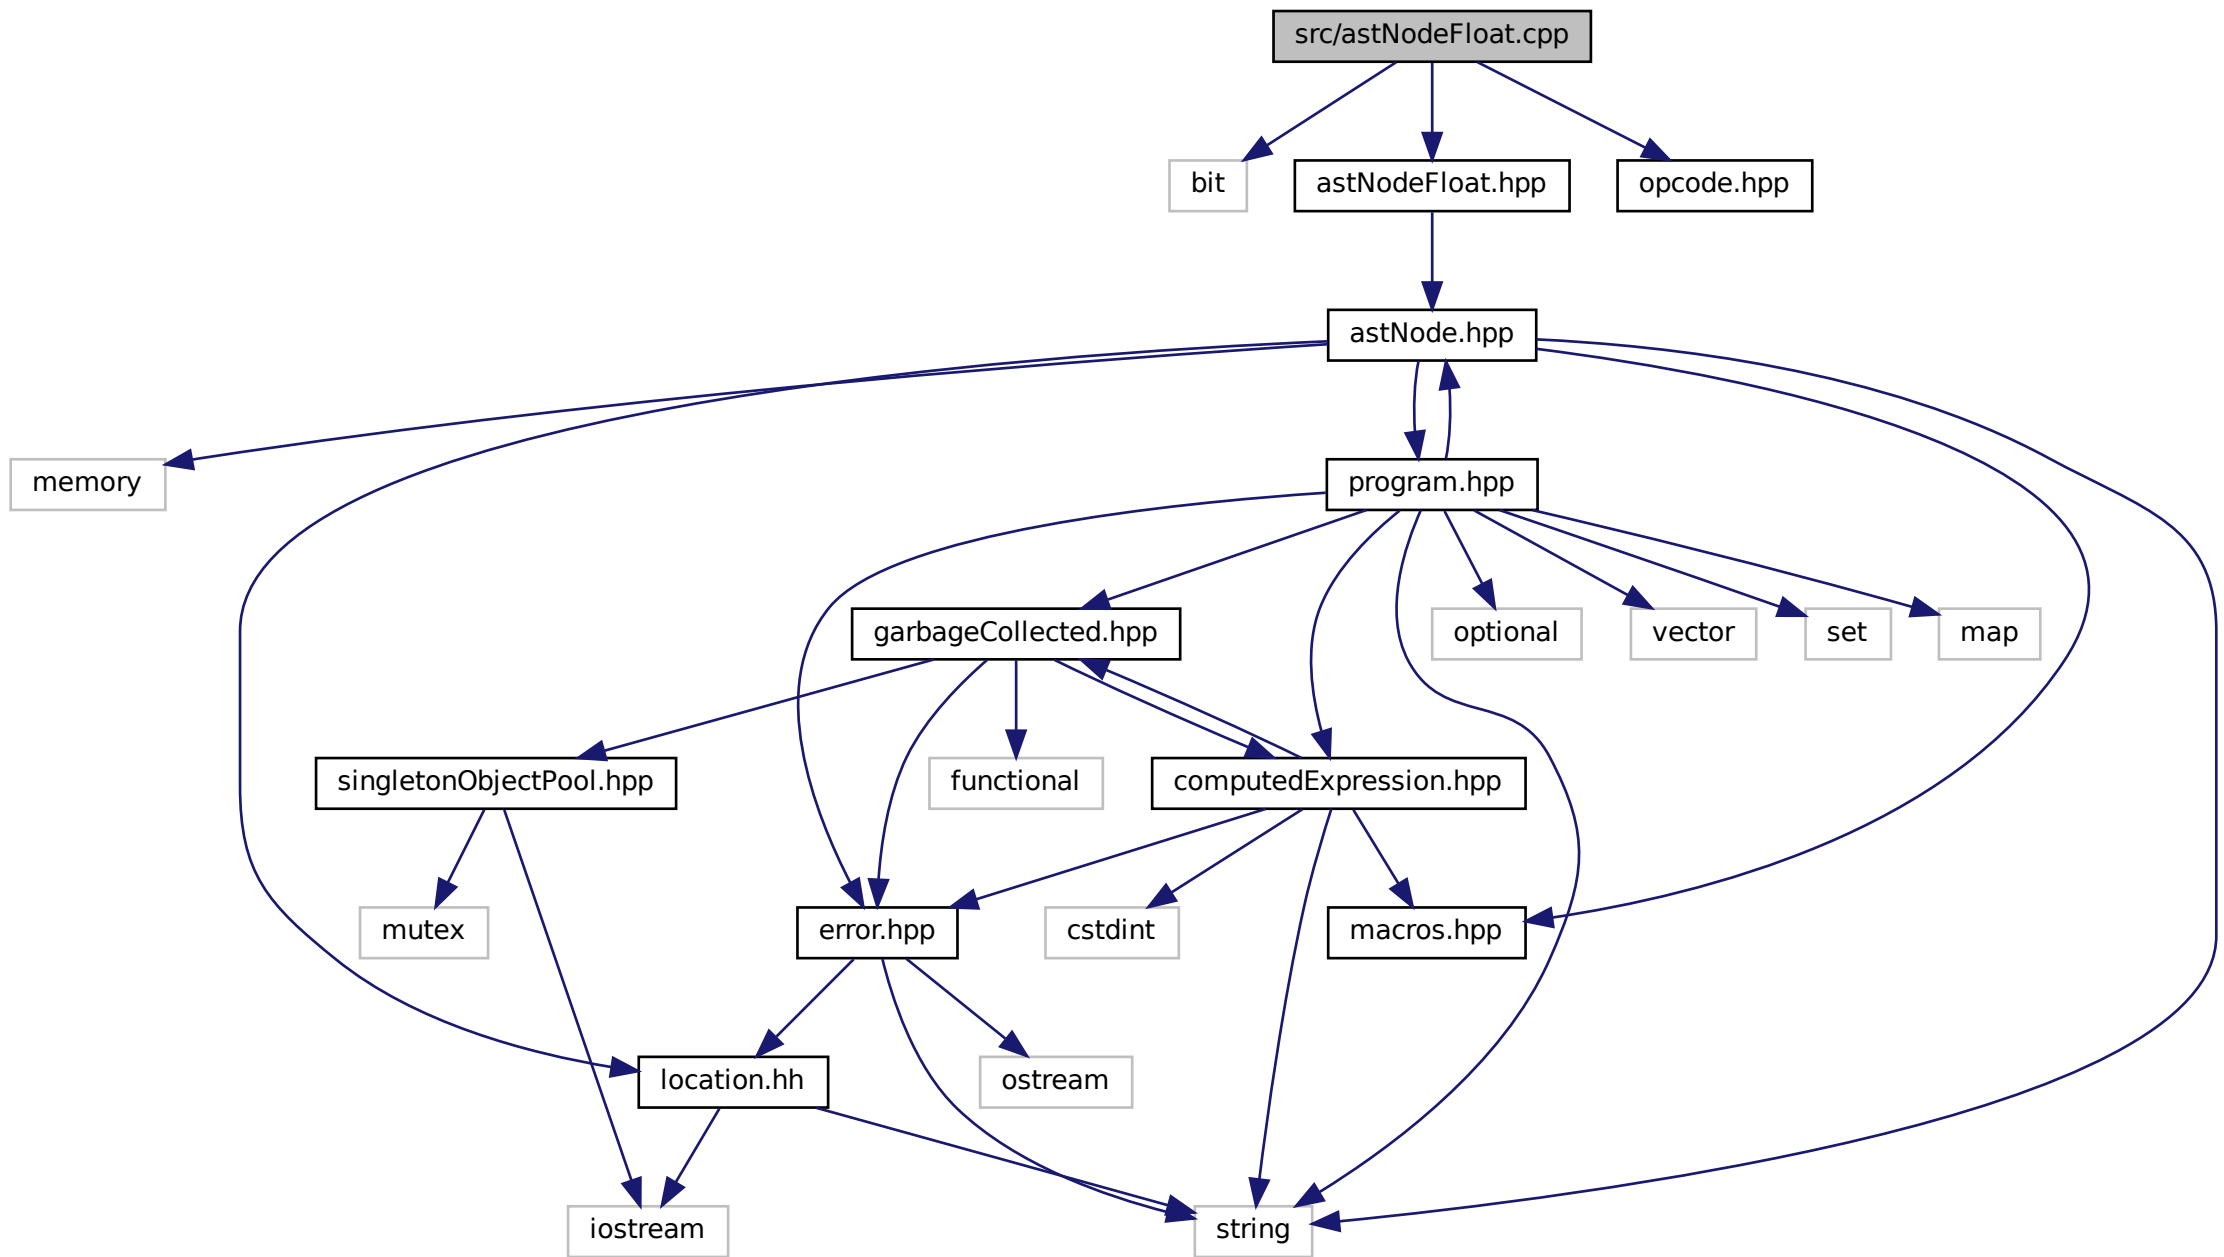 src/astNodeFloat.cpp
bit
astNodeFloat.hpp
opcode.hpp
astNode.hpp
memory
program.hpp
garbageCollected.hpp
optional
vector
set
map
singletonObjectPool.hpp
functional
computedExpression.hpp
mutex
error.hpp
cstdint
macros.hpp
location.hh
ostream
iostream
string